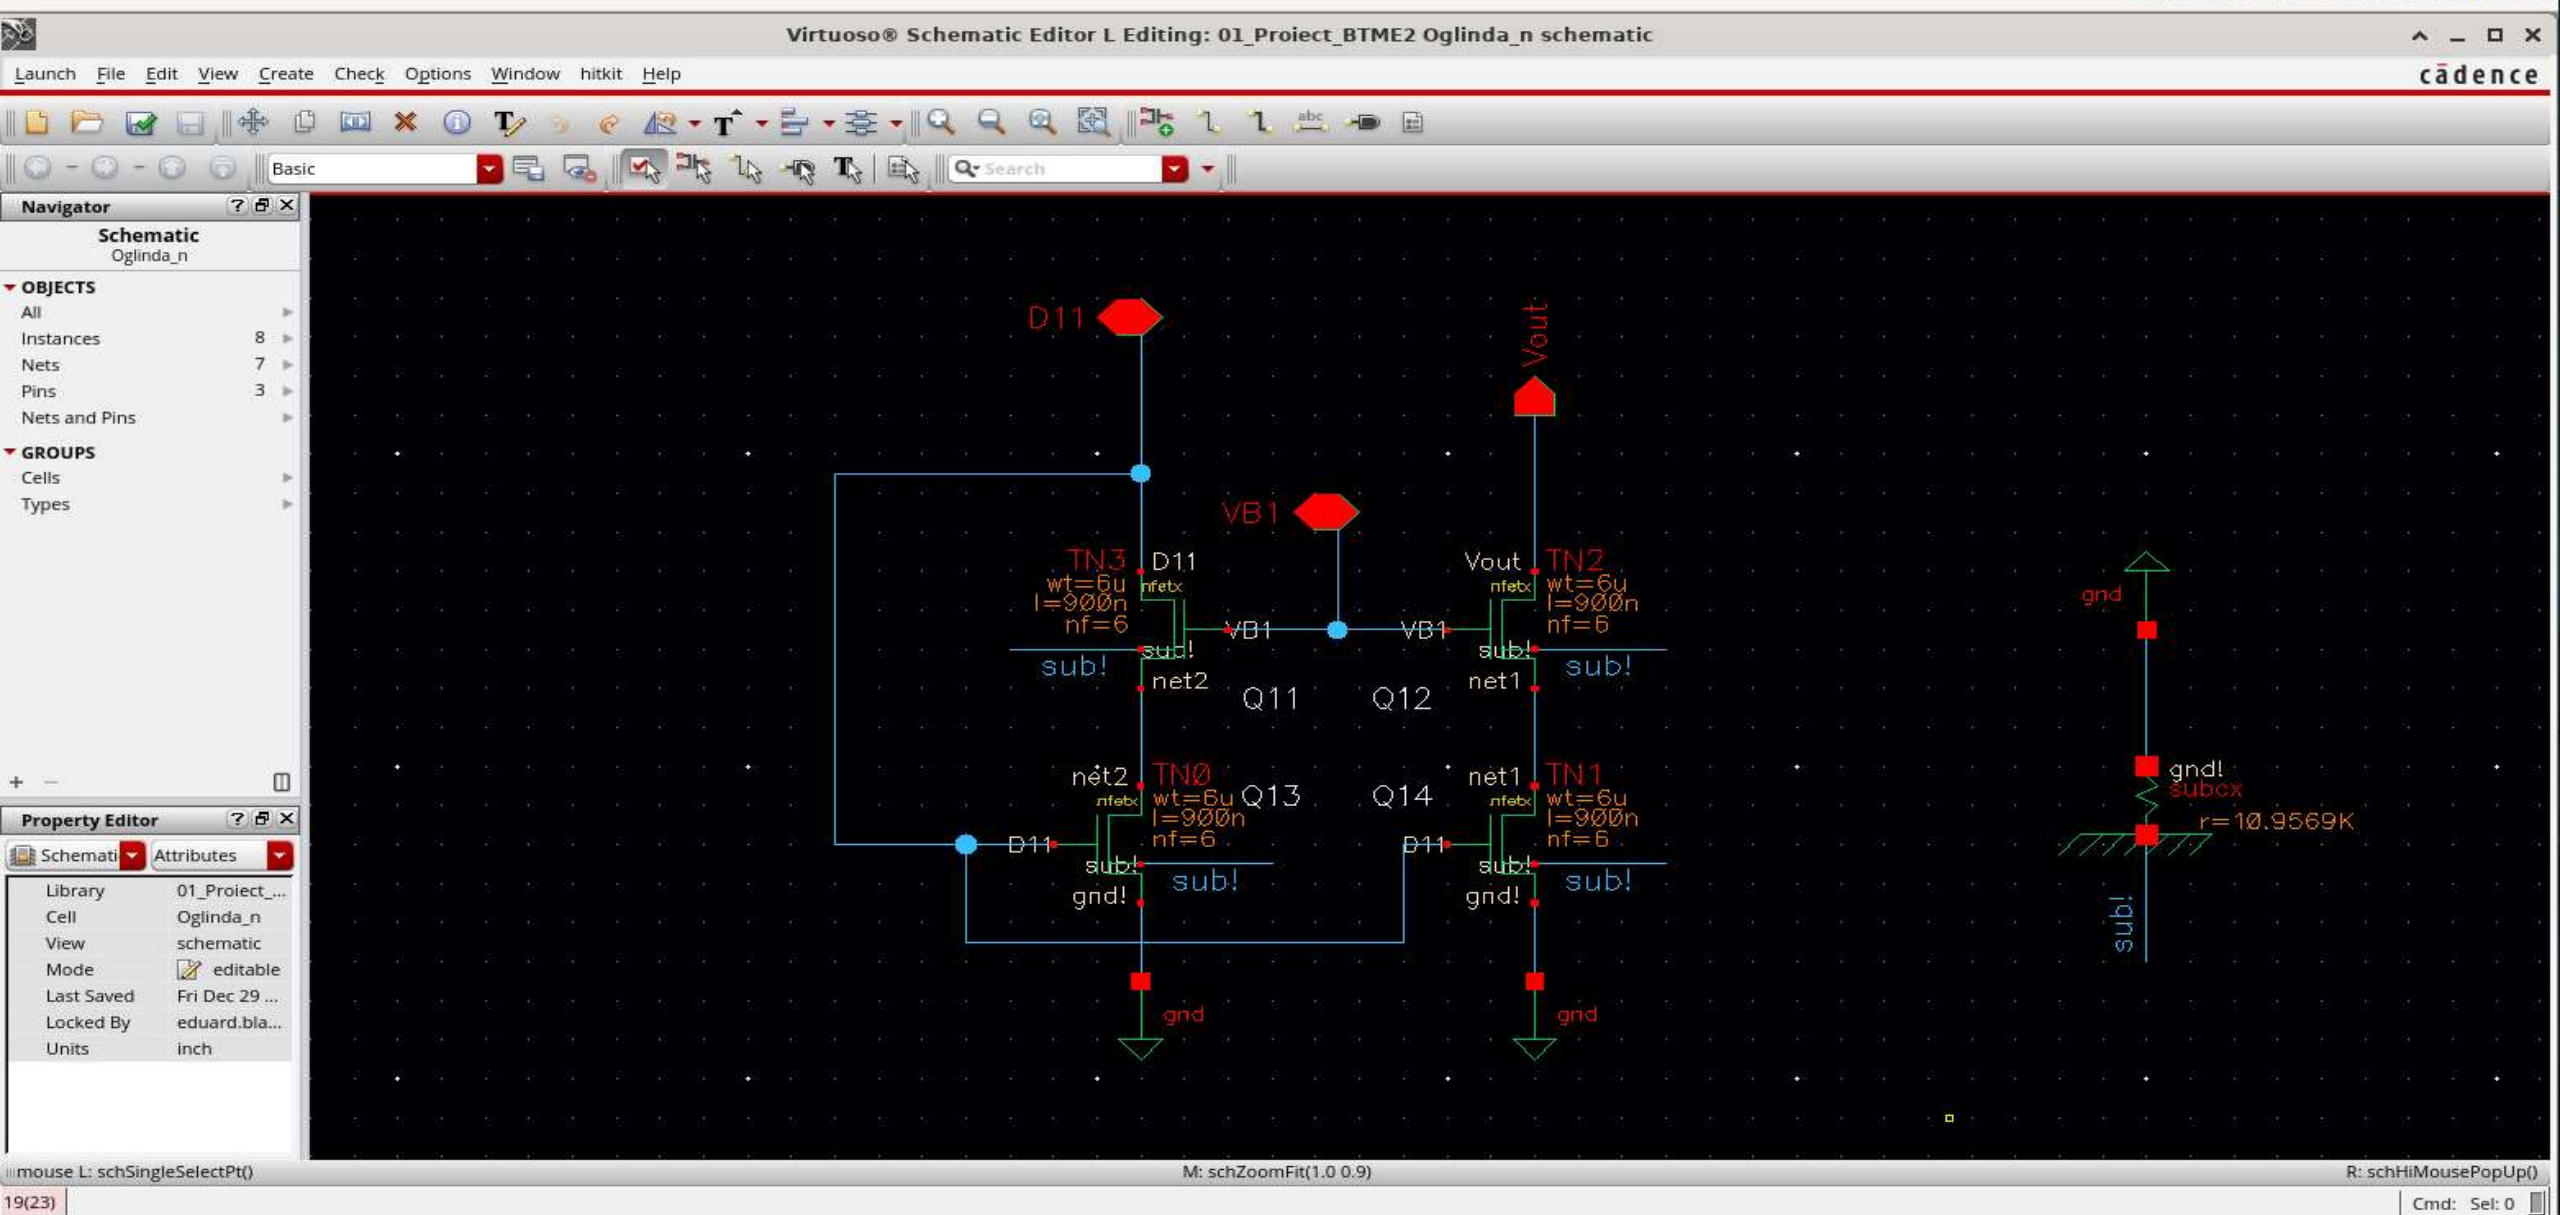 Virtuoso® Schematic Editor L Editing: 01_Proiect_BTME2 Oglinda_n schematic
Launch File Edit View Create Check Options Window hitkit Help
cādence
Basic
Search
Navigator
Schematic
Oglinda_n
OBJECTS
All
Instances 8
Nets 7
Pins 3
Nets and Pins
GROUPS
Cells
Types
Property Editor
Schemati Attributes
Library 01_Proiect_...
Cell Oglinda_n
View schematic
Mode editable
Last Saved Fri Dec 29 ...
Locked By eduard.bla...
Units inch
D11
Vout
VB1
TN3 D11
wt=6u nfetx
l=900n
nf=6
VB1
sub!
sub!
net2
Q11
Vout TN2
nfetx wt=6u
l=900n
nf=6
VB1
sub!
sub!
net1
Q12
net2 TN0
nfetx wt=6u
l=900n
nf=6
Q13
D11
sub!
sub!
gnd!
gnd
net1 TN1
nfetx wt=6u
l=900n
nf=6
Q14
D11
sub!
sub!
gnd!
gnd
gnd
gnd!
subcx
r=10.9569K
sub!
mouse L: schSingleSelectPt()
M: schZoomFit(1.0 0.9)
R: schHiMousePopUp()
19(23)
Cmd: Sel: 0